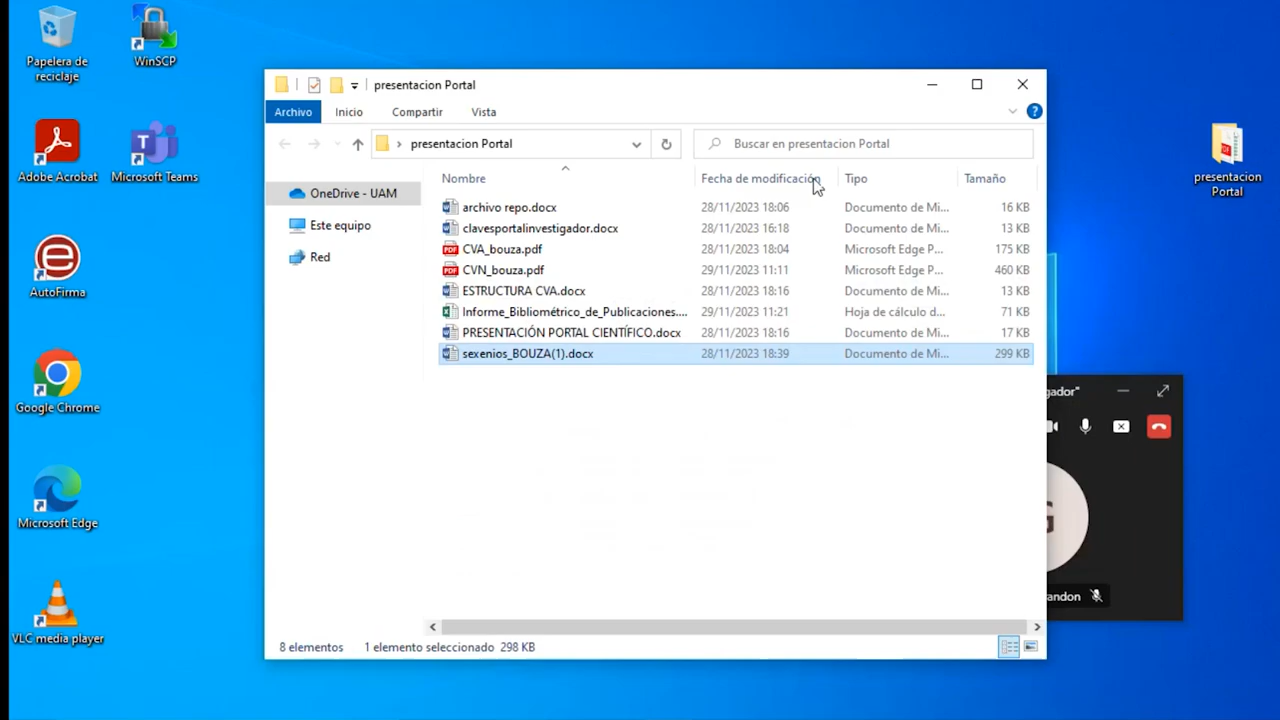 Papelera de
reciclaje
WinSCP
Adobe Acrobat
Microsoft Teams
AutoFirma
Google Chrome
Microsoft Edge
VLC media player
presentacion Portal
Archivo
Inicio
Compartir
Vista
presentacion Portal
Buscar en presentacion Portal
OneDrive - UAM
Este equipo
Red
Nombre Fecha de modificación Tipo Tamaño
archivo repo.docx 28/11/2023 18:06 Documento de Mi... 16 KB
clavesportalinvestigador.docx 28/11/2023 16:18 Documento de Mi... 13 KB
CVA_bouza.pdf 28/11/2023 18:04 Microsoft Edge P... 175 KB
CVN_bouza.pdf 29/11/2023 11:11 Microsoft Edge P... 460 KB
ESTRUCTURA CVA.docx 28/11/2023 18:16 Documento de Mi... 13 KB
Informe_Bibliométrico_de_Publicaciones.... 29/11/2023 11:21 Hoja de cálculo d... 71 KB
PRESENTACIÓN PORTAL CIENTÍFICO.docx 28/11/2023 18:16 Documento de Mi... 17 KB
sexenios_BOUZA(1).docx 28/11/2023 18:39 Documento de Mi... 299 KB
8 elementos 1 elemento seleccionado 298 KB
presentacion
Portal
gador"
G
andon